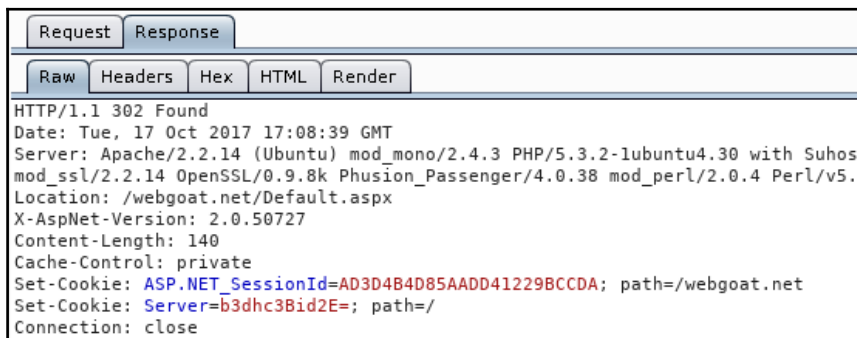 Request Response
Raw Headers Hex HTML Render
HTTP/1.1 302 Found
Date: Tue, 17 Oct 2017 17:08:39 GMT
Server: Apache/2.2.14 (Ubuntu) mod_mono/2.4.3 PHP/5.3.2-1ubuntu4.30 with Suhos
mod_ssl/2.2.14 OpenSSL/0.9.8k Phusion_Passenger/4.0.38 mod_perl/2.0.4 Perl/v5.
Location: /webgoat.net/Default.aspx
X-AspNet-Version: 2.0.50727
Content-Length: 140
Cache-Control: private
Set-Cookie: ASP.NET_SessionId=AD3D4B4D85AADD41229BCCDA; path=/webgoat.net
Set-Cookie: Server=b3dhc3Bid2E=; path=/
Connection: close